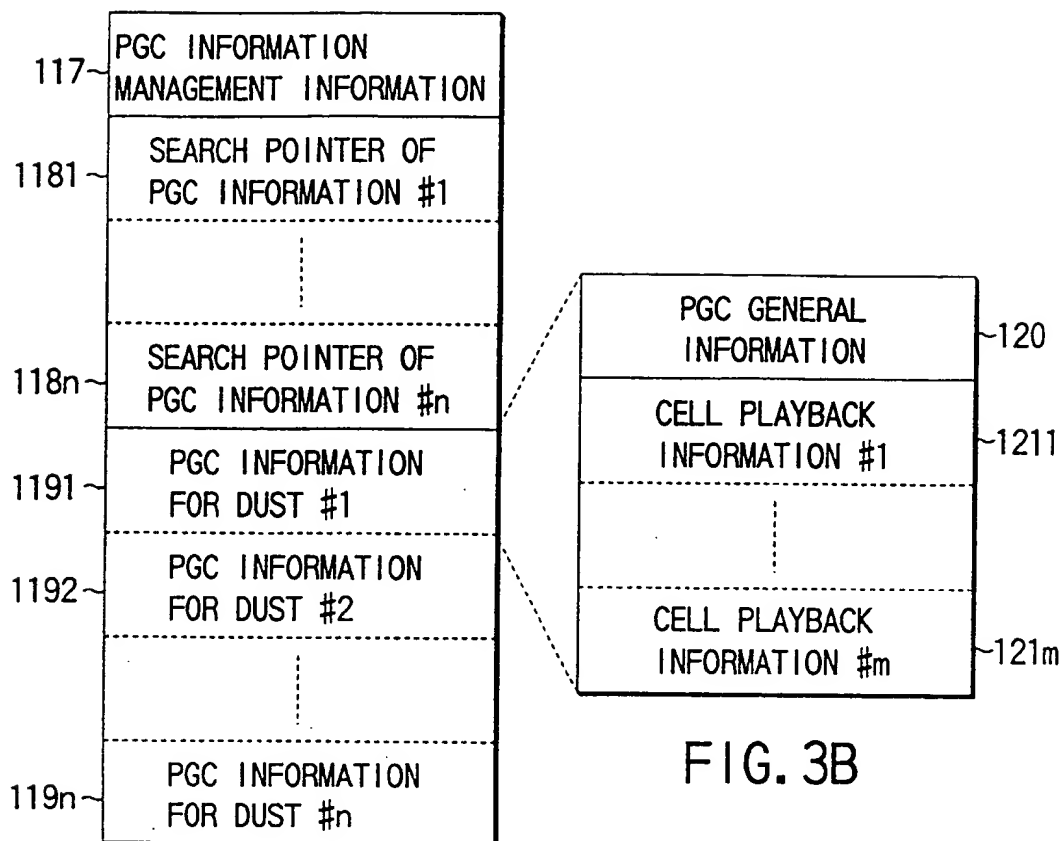 117
PGC INFORMATION
MANAGEMENT INFORMATION
1181
SEARCH POINTER OF
PGC INFORMATION #1
118n
SEARCH POINTER OF
PGC INFORMATION #n
1191
PGC INFORMATION
FOR DUST #1
1192
PGC INFORMATION
FOR DUST #2
119n
PGC INFORMATION
FOR DUST #n
PGC GENERAL
INFORMATION
120
CELL PLAYBACK
INFORMATION #1
1211
CELL PLAYBACK
INFORMATION #m
121m
FIG. 3B